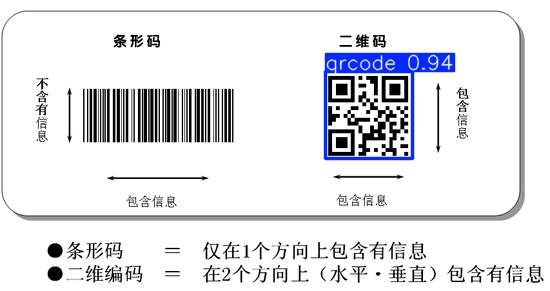 条形码 二维码
qrcode 0.94
不含有信息
包含信息
包含信息 包含信息
●条形码 = 仅在1个方向上包含有信息
●二维编码 = 在2个方向上（水平・垂直）包含有信息